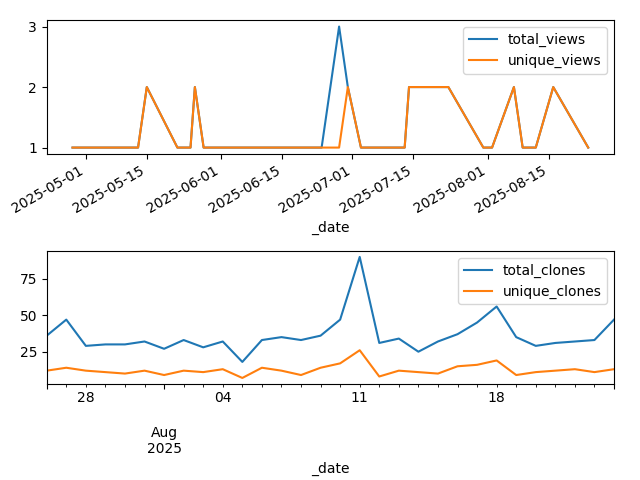 3
2
1
total_views
unique_views
2025-05-01
2025-05-15
2025-06-01
2025-06-15
2025-07-01
2025-07-15
2025-08-01
2025-08-15
_date
75
50
25
total_clones
unique_clones
28
04
11
18
Aug
2025
_date